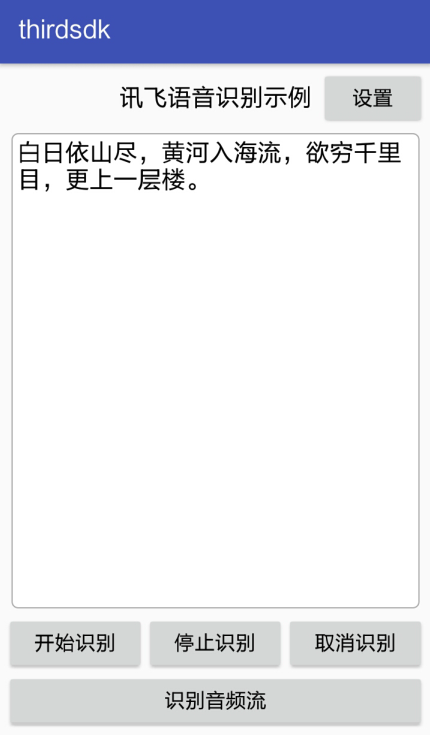 thirdsdk
讯飞语音识别示例 设置
白日依山尽，黄河入海流，欲穷千里
目，更上一层楼。
开始识别 停止识别 取消识别
识别音频流